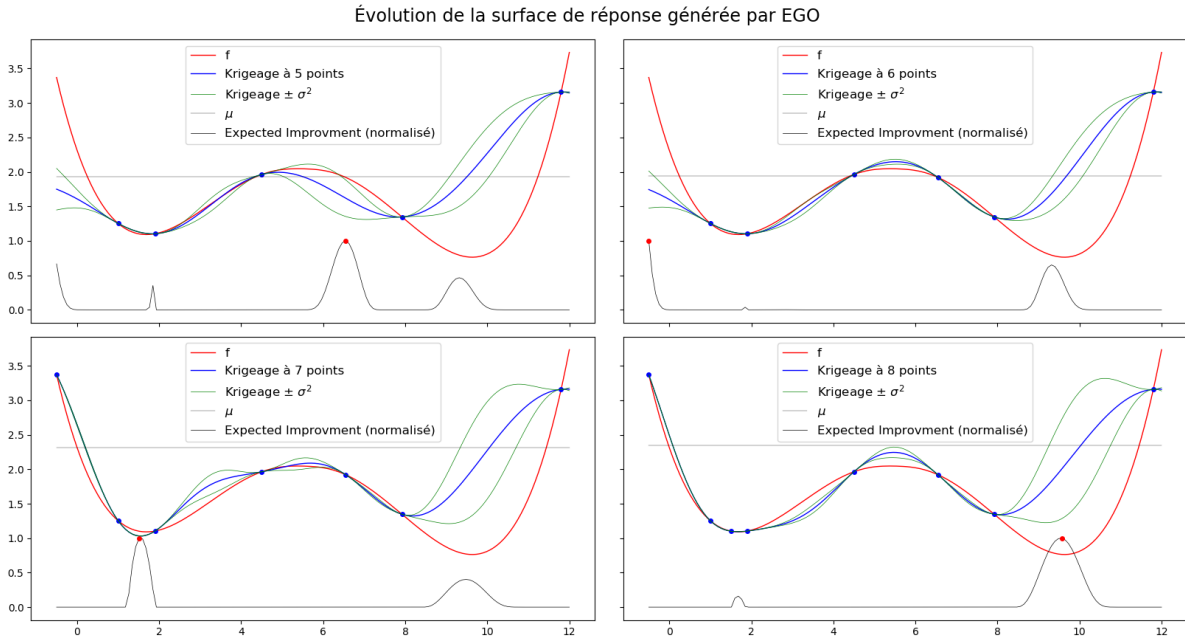 Évolution de la surface de réponse générée par EGO
f
Krigeage à 5 points
Krigeage ± σ²
μ
Expected Improvment (normalisé)
3.5
3.0
2.5
2.0
1.5
1.0
0.5
0.0
f
Krigeage à 6 points
Krigeage ± σ²
μ
Expected Improvment (normalisé)
f
Krigeage à 7 points
Krigeage ± σ²
μ
Expected Improvment (normalisé)
3.5
3.0
2.5
2.0
1.5
1.0
0.5
0.0
0 2 4 6 8 10 12
f
Krigeage à 8 points
Krigeage ± σ²
μ
Expected Improvment (normalisé)
0 2 4 6 8 10 12